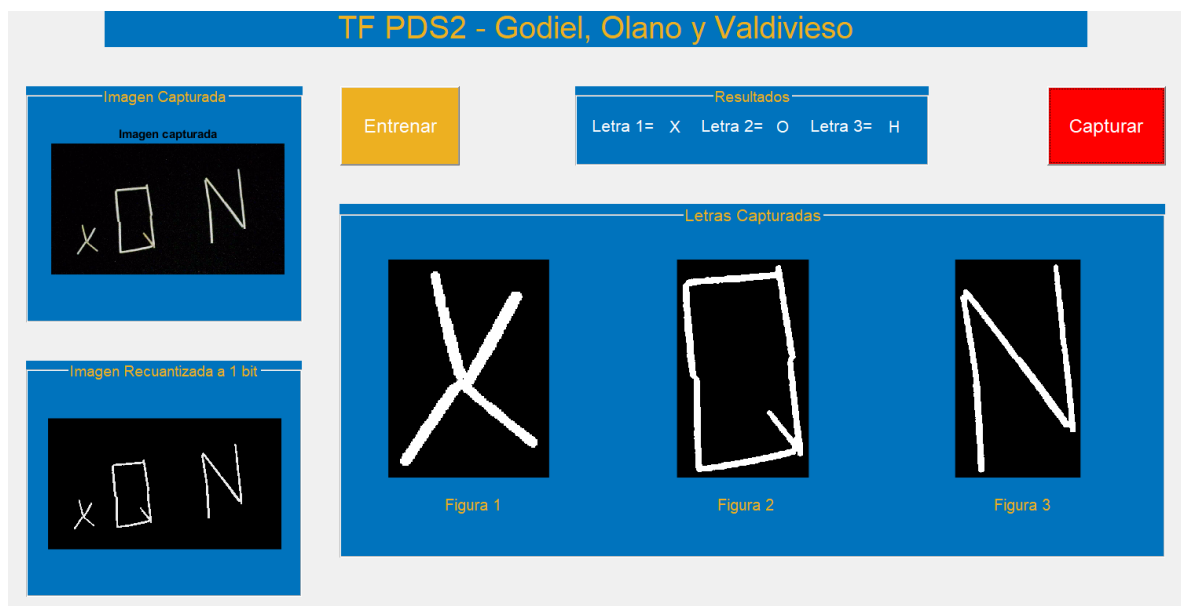 TF PDS2 - Godiel, Olano y Valdivieso
Imagen Capturada
Imagen capturada
X Q N
Entrenar
Resultados
Letra 1= X Letra 2= O Letra 3= H
Capturar
Letras Capturadas
X
Q
N
Figura 1
Figura 2
Figura 3
Imagen Recuantizada a 1 bit
X Q N